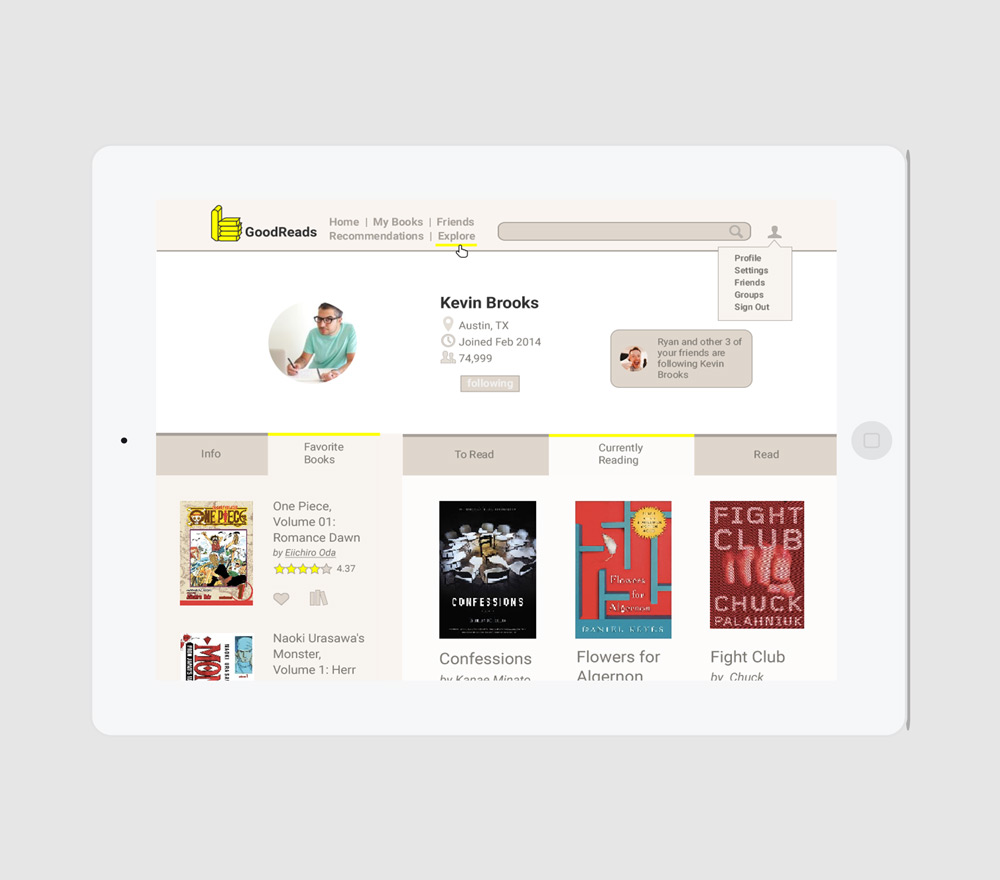 GoodReads
Home | My Books | Friends
Recommendations | Explore
Profile
Settings
Friends
Groups
Sign Out
Kevin Brooks
Austin, TX
Joined Feb 2014
74,999
following
Ryan and other 3 of
your friends are
following Kevin
Brooks
Info
Favorite
Books
To Read
Currently
Reading
Read
ONE PIECE
One Piece,
Volume 01:
Romance Dawn
by Eiichiro Oda
4.37
Naoki Urasawa's
Monster,
Volume 1: Herr
CONFESSIONS
Confessions
by Kanae Minato
Flowers
for
Algernon
DANIEL KEYES
Flowers for
Algernon
FIGHT
CLUB
CHUCK
PALAHNIUK
Fight Club
by Chuck